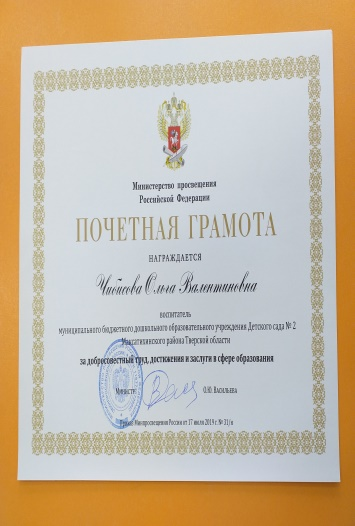 Министерство просвещения
Российской Федерации
ПОЧЕТНАЯ ГРАМОТА
НАГРАЖДАЕТСЯ
Чибисова Ольга Валентиновна
воспитатель
муниципального бюджетного дошкольного образовательного учреждения Детского сада № 2
Максатихинского района Тверской области
за добросовестный труд, достижения и заслуги в сфере образования
Министр О.Ю. Васильева
Приказ Минпросвещения России от 17 июля 2019 г. № 31/н